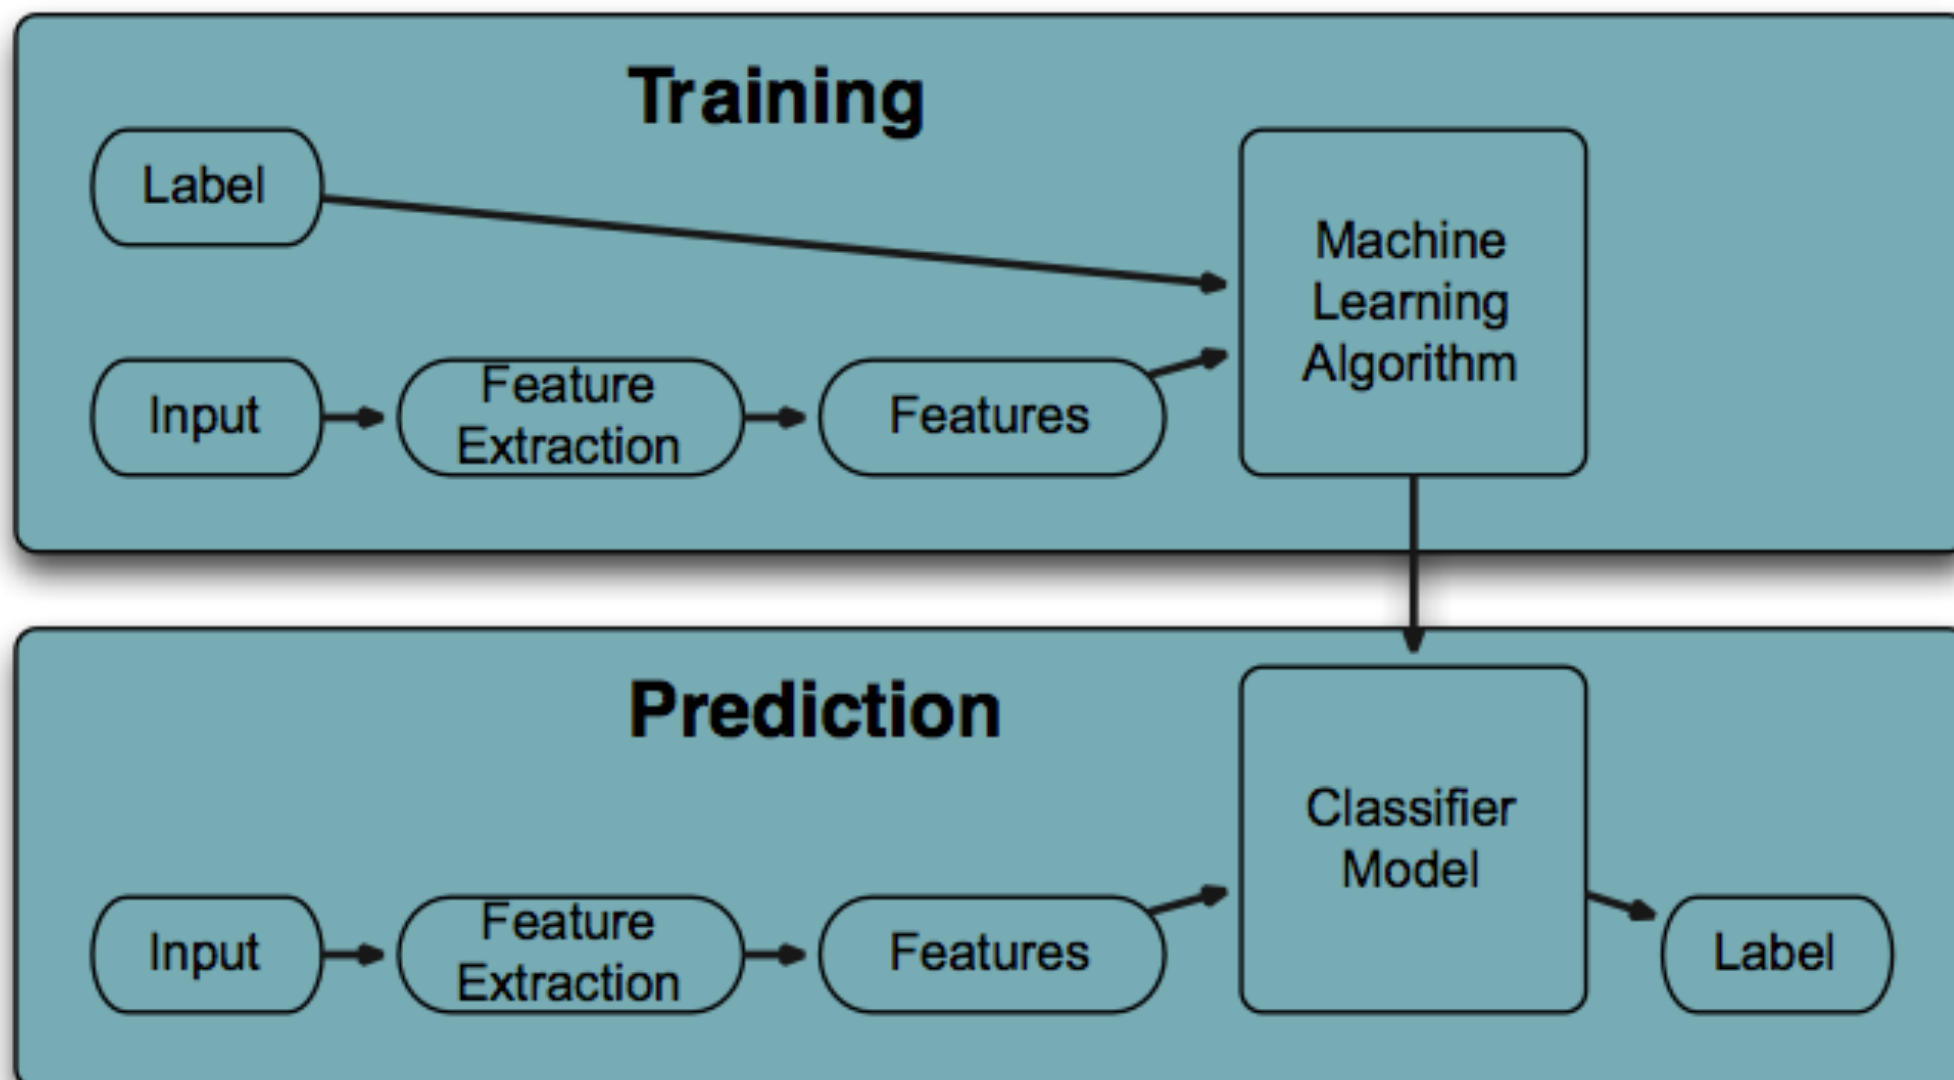 Training
Label
Machine
Learning
Algorithm
Input
Feature
Extraction
Features
Prediction
Classifier
Model
Input
Feature
Extraction
Features
Label